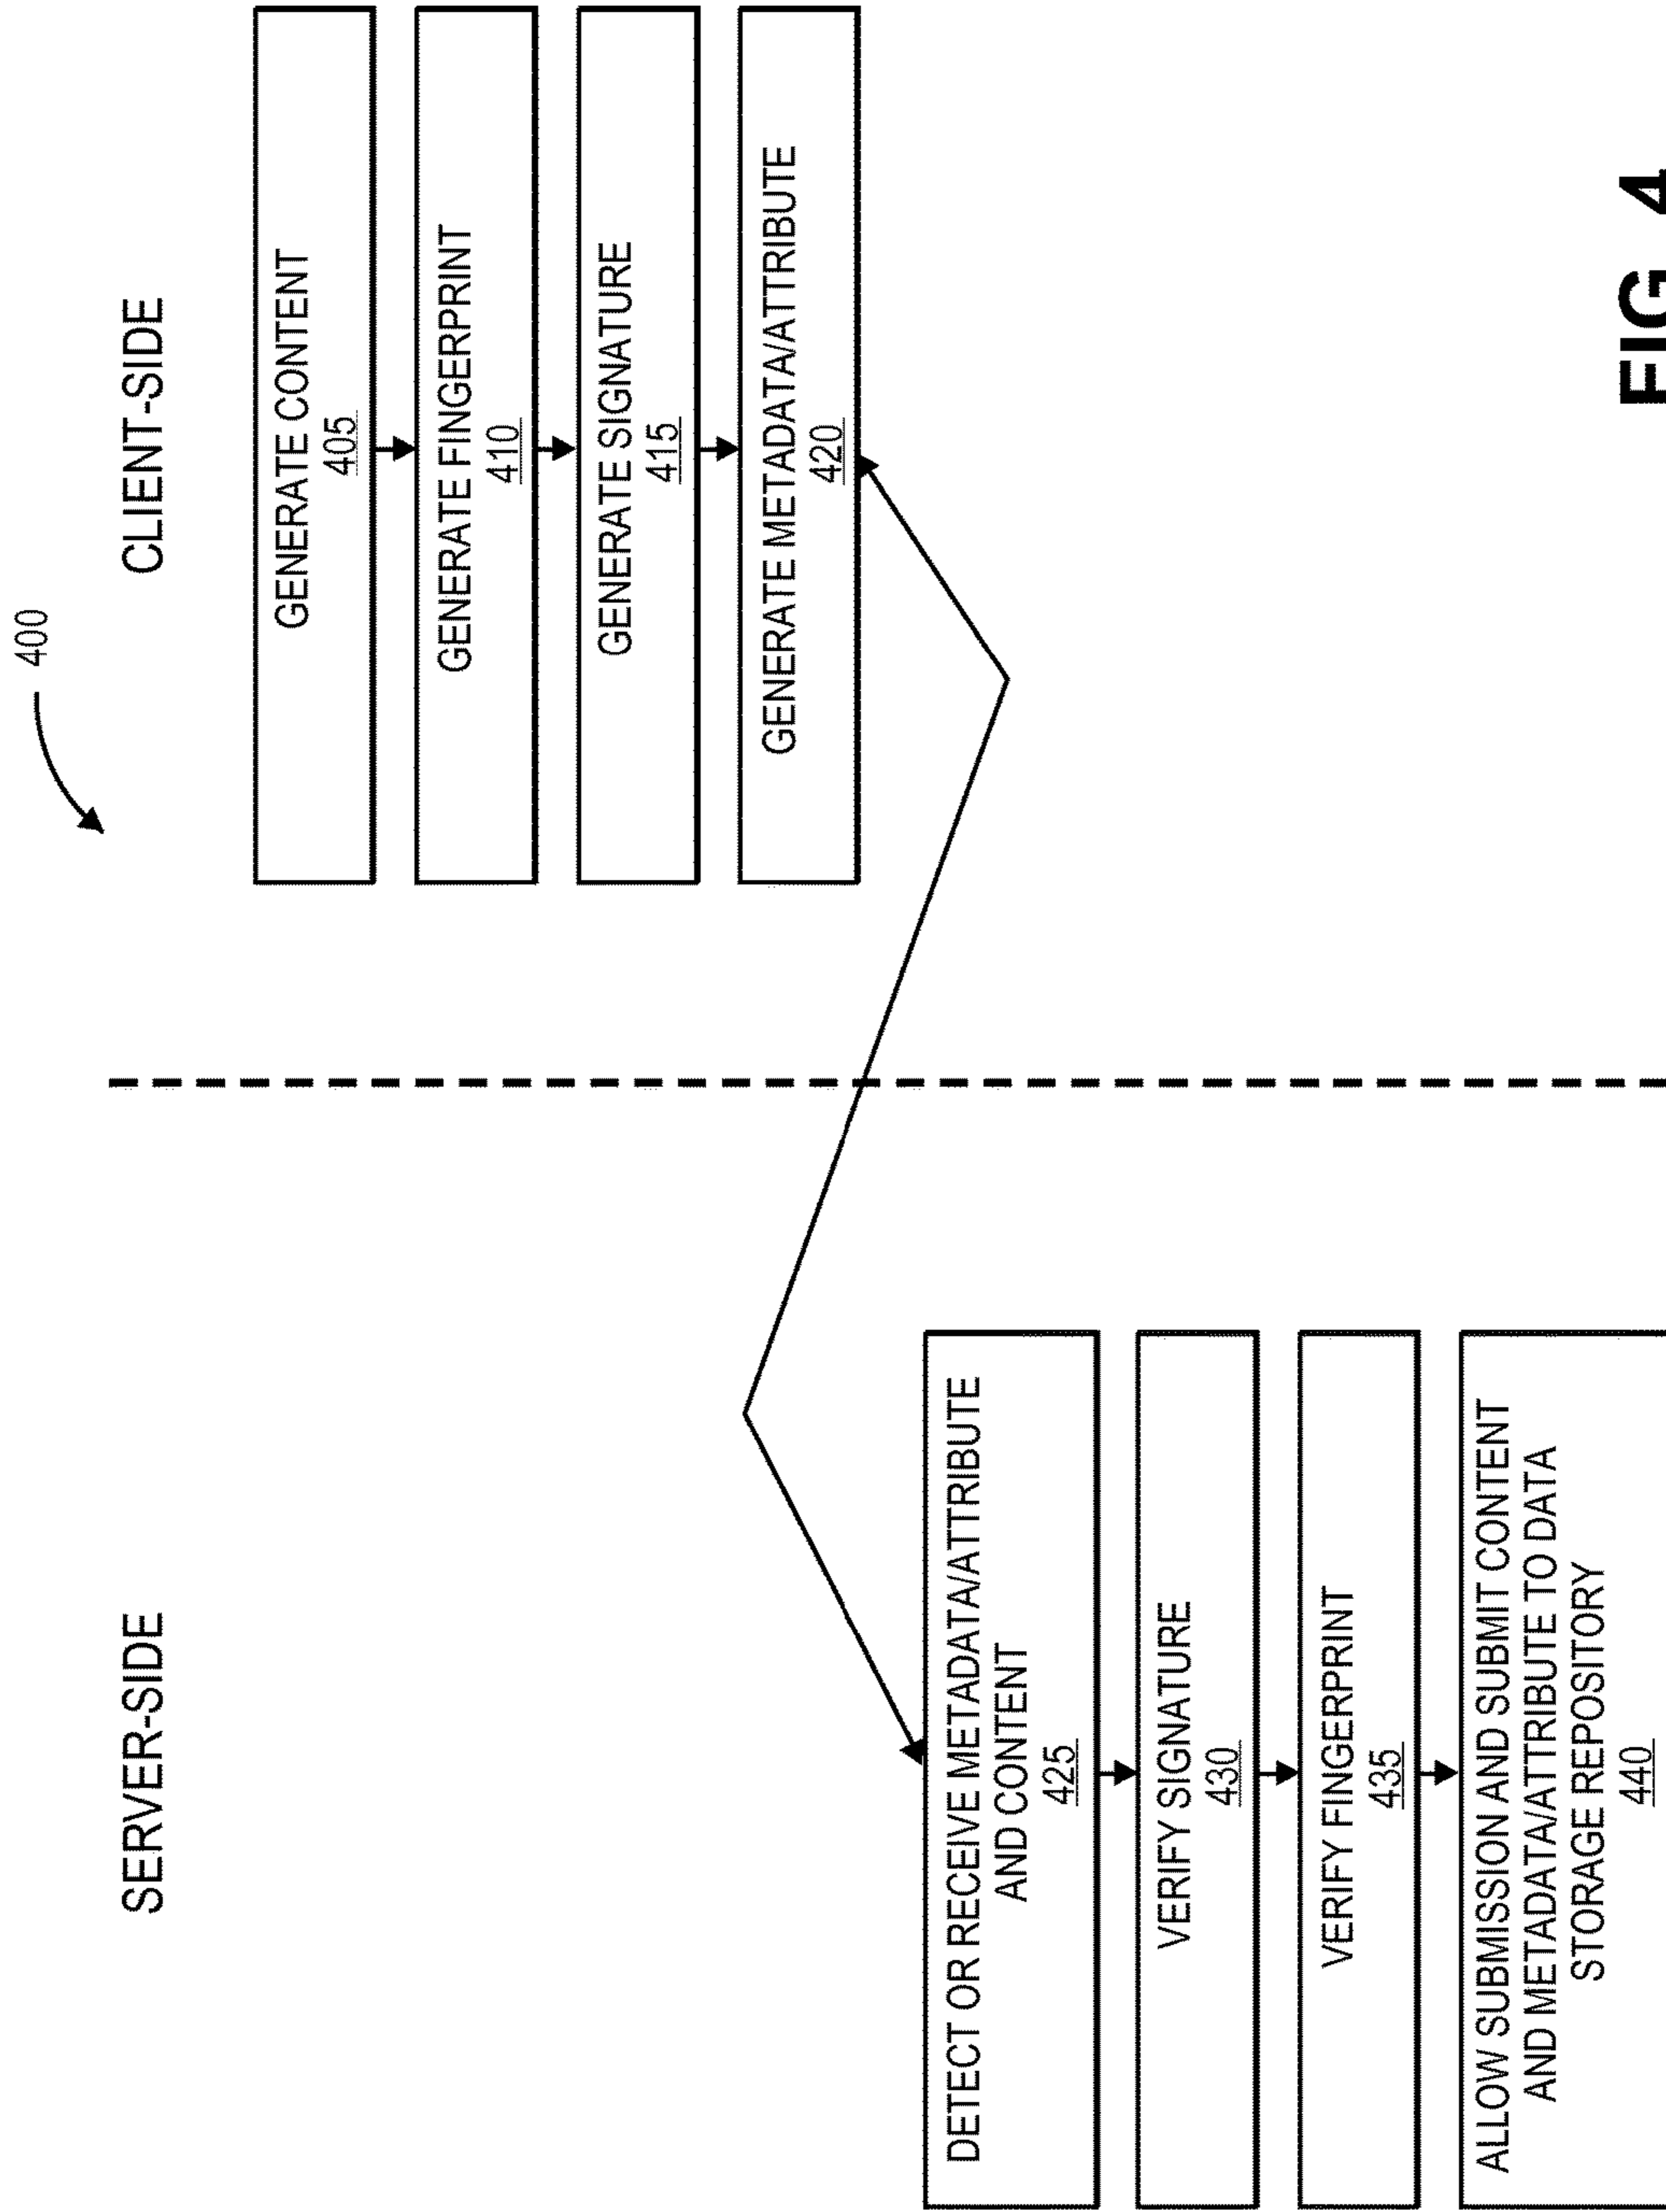 400
SERVER-SIDE
CLIENT-SIDE
GENERATE CONTENT
405
GENERATE FINGERPRINT
410
GENERATE SIGNATURE
415
GENERATE METADATA/ATTRIBUTE
420
DETECT OR RECEIVE METADATA/ATTRIBUTE
AND CONTENT
425
VERIFY SIGNATURE
430
VERIFY FINGERPRINT
435
ALLOW SUBMISSION AND SUBMIT CONTENT
AND METADATA/ATTRIBUTE TO DATA
STORAGE REPOSITORY
440
FIG 4